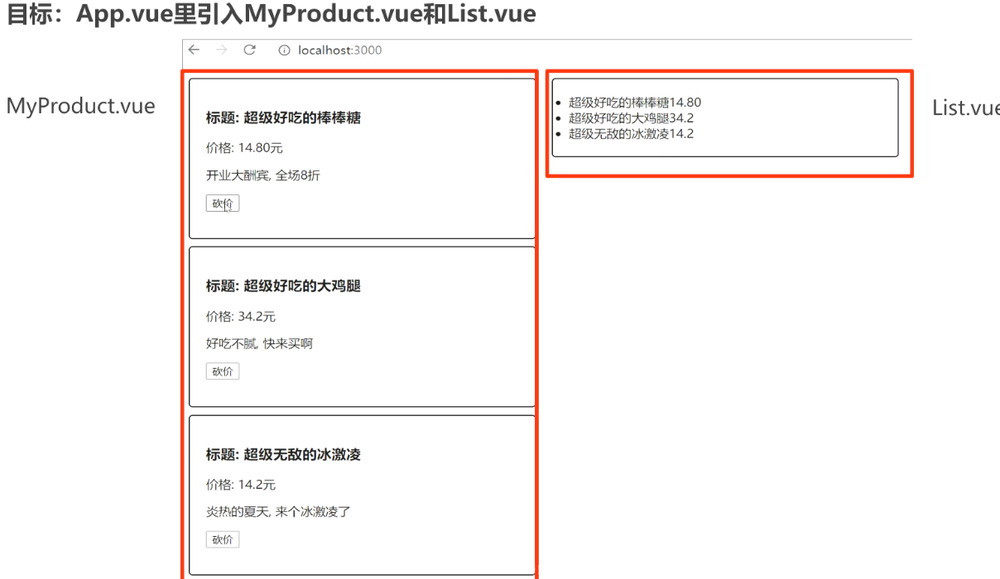 目标：App.vue里引入MyProduct.vue和List.vue
localhost:3000
MyProduct.vue
标题: 超级好吃的棒棒糖
价格: 14.80元
开业大酬宾, 全场8折
砍价
标题: 超级好吃的大鸡腿
价格: 34.2元
好吃不腻, 快来买啊
砍价
标题: 超级无敌的冰激凌
价格: 14.2元
炎热的夏天, 来个冰激凌了
砍价
超级好吃的棒棒糖14.80
超级好吃的大鸡腿34.2
超级无敌的冰激凌14.2
List.vue